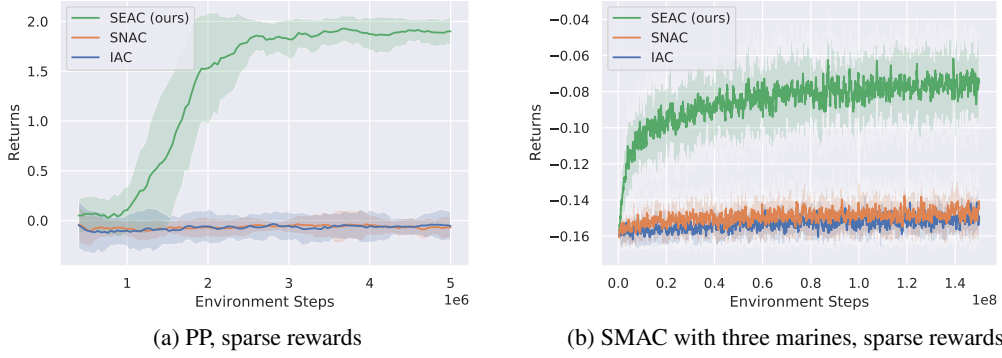 SEAC (ours)
SNAC
IAC
2.0
1.5
1.0
0.5
0.0
Returns
1 2 3 4 5
1e6
Environment Steps
(a) PP, sparse rewards
SEAC (ours)
SNAC
IAC
−0.04
−0.06
−0.08
−0.10
−0.12
−0.14
−0.16
Returns
0.0 0.2 0.4 0.6 0.8 1.0 1.2 1.4
1e8
Environment Steps
(b) SMAC with three marines, sparse rewards